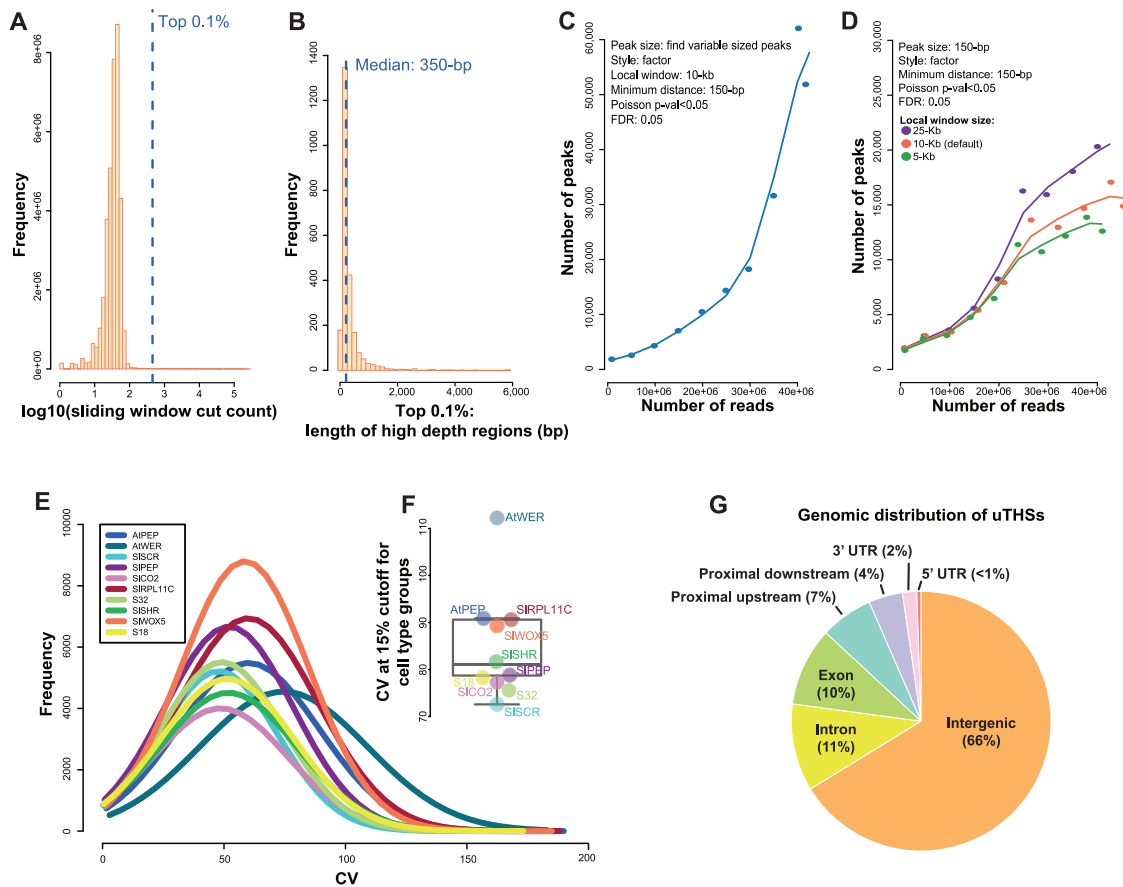 A
Top 0.1%
Frequency
0e+00
2e+06
4e+06
6e+06
8e+06
0
1
2
3
4
5
log10(sliding window cut count)
B
Median: 350-bp
Frequency
0
200
400
600
800
1000
1200
1400
0
2,000
4,000
6,000
Top 0.1%:
length of high depth regions (bp)
C
Peak size: find variable sized peaks
Style: factor
Local window: 10-kb
Minimum distance: 150-bp
Poisson p-val<0.05
FDR: 0.05
Number of peaks
0
10,000
20,000
30,000
40,000
50,000
60,000
0
10e+06
20e+06
30e+06
40e+06
Number of reads
D
Peak size: 150-bp
Style: factor
Minimum distance: 150-bp
Poisson p-val<0.05
FDR: 0.05
Local window size:
25-Kb
10-Kb (default)
5-Kb
Number of peaks
0
5,000
10,000
15,000
20,000
25,000
30,000
0
10e+06
20e+06
30e+06
40e+06
Number of reads
E
AtPEP
AtWER
SlSCR
SlPEP
SlCO2
SlRPL11C
S32
SlSHR
SlWOX5
S18
Frequency
0
2000
4000
6000
8000
10000
0
50
100
150
200
CV
F
CV at 15% cutoff for
cell type groups
70
80
90
100
110
AtWER
AtPEP
SlRPL11C
SlWOX5
SlSHR
SlPEP
S18
SlCO2
S32
SlSCR
G
Genomic distribution of uTHSs
3' UTR (2%)
Proximal downstream (4%)
5' UTR (<1%)
Proximal upstream (7%)
Exon
(10%)
Intron
(11%)
Intergenic
(66%)